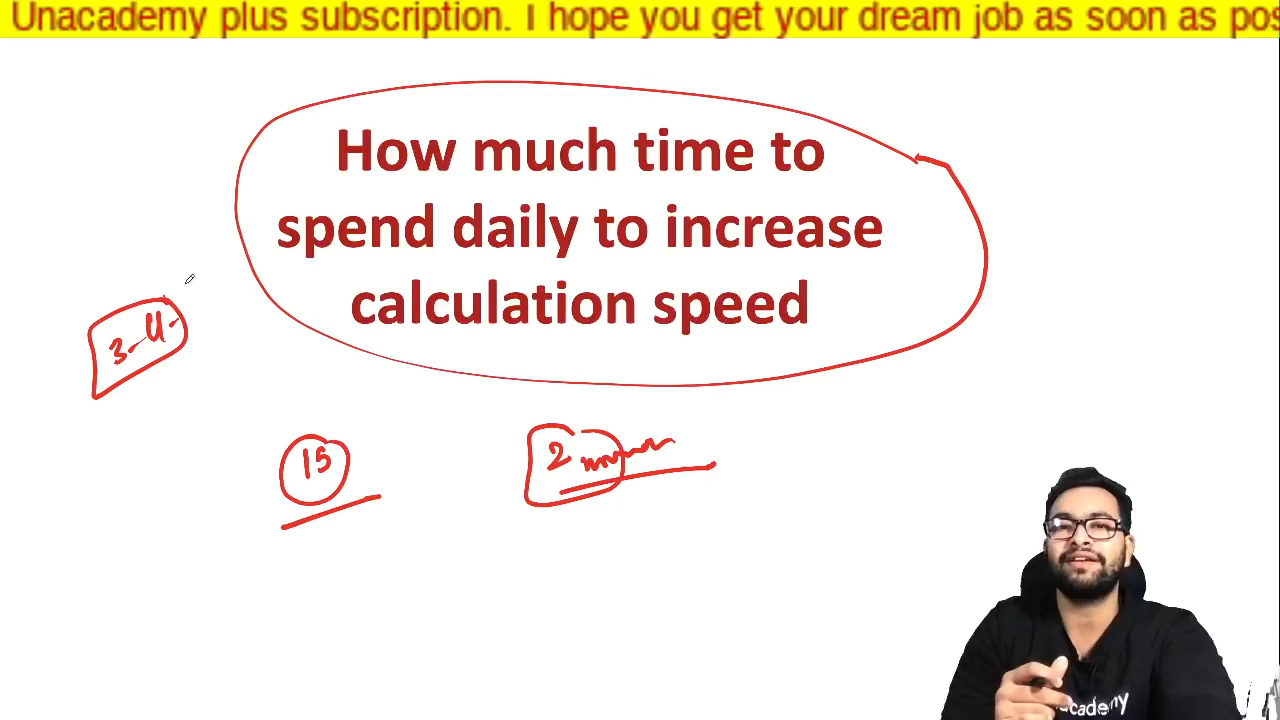 Unacademy plus subscription. I hope you get your dream job as soon as pos
How much time to
spend daily to increase
calculation speed
3-4-
15
2
cademy